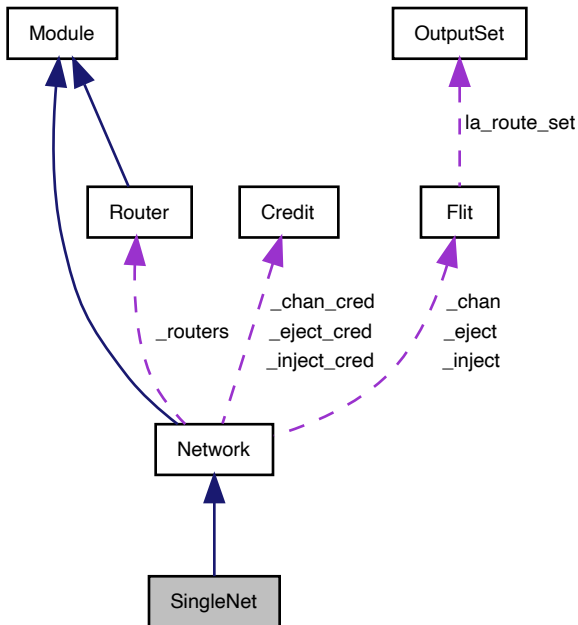 Module
OutputSet
la_route_set
Router
Credit
Flit
_routers
_chan_cred
_eject_cred
_inject_cred
_chan
_eject
_inject
Network
SingleNet